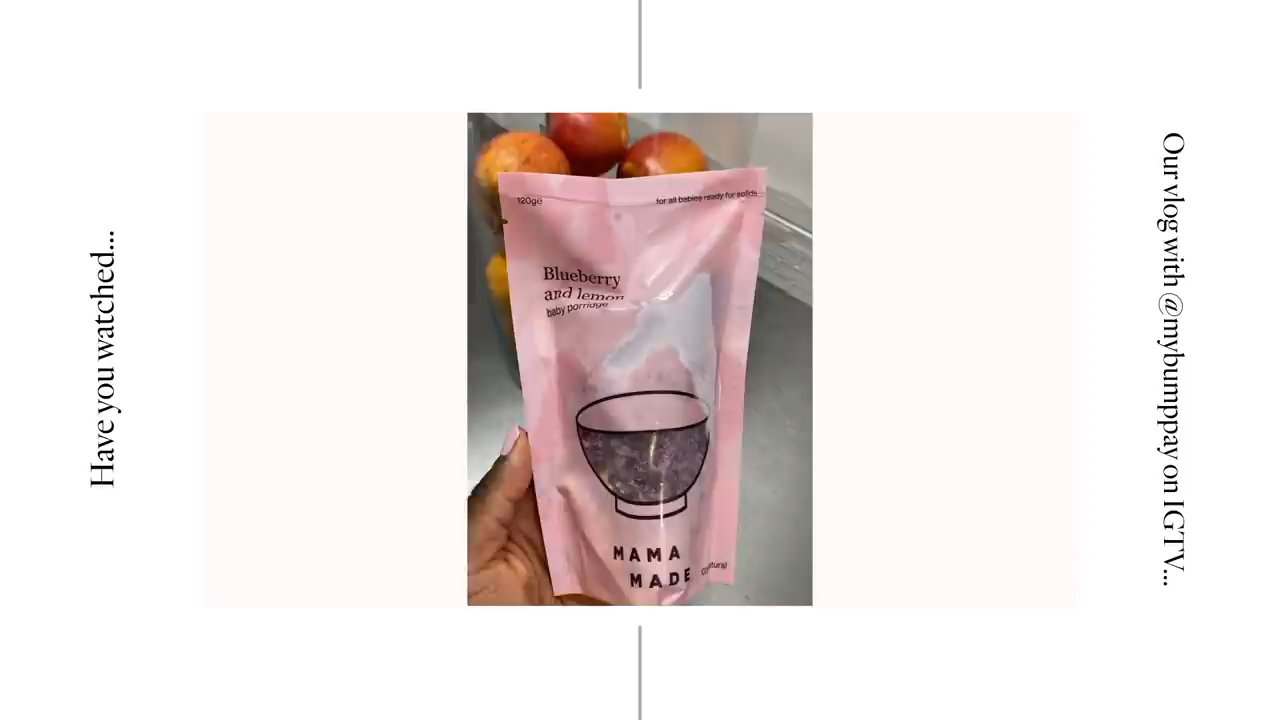 Have you watched...
120g℮
for all babies ready for solids
Blueberry
and lemon
baby porridge
MAMA
MADE
Our vlog with @mybumppay on IGTV...